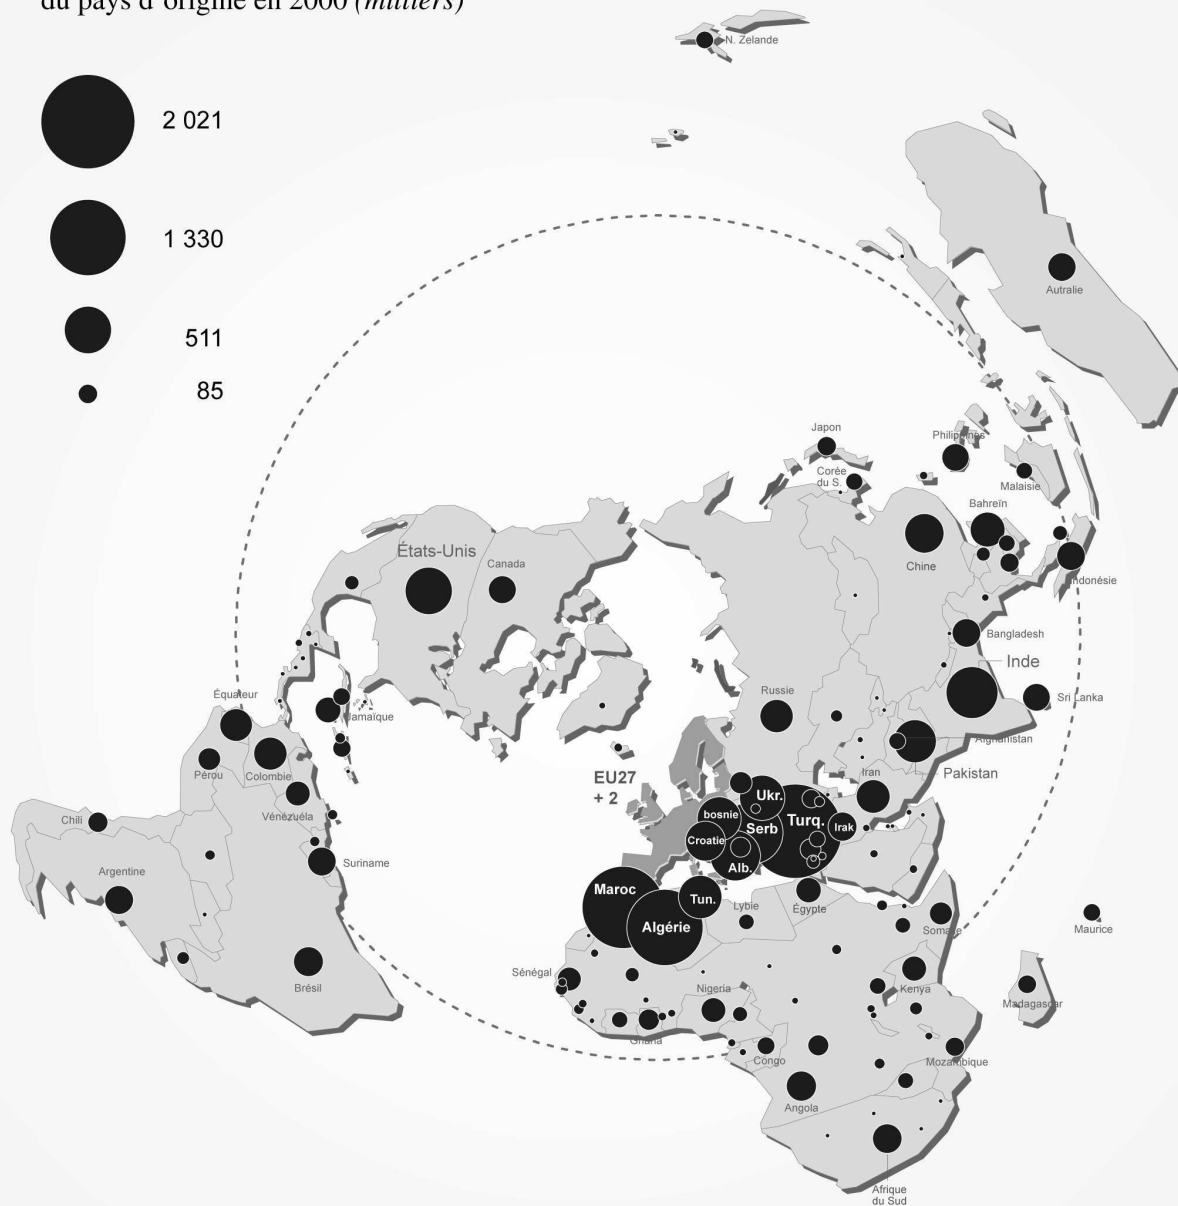 du pays d'origine en 2000 (milliers)
2 021
1 330
511
85
N. Zelande
Autralie
Japon
Corée
du S.
Philippines
Malaisie
Bahreïn
Chine
Indonésie
États-Unis
Canada
Bangladesh
Inde
Sri Lanka
Russie
Équateur
Jamaïque
Afghanistan
Pérou
Colombie
Iran
Pakistan
EU27
+ 2
Vénézuéla
Chili
Ukr.
bosnie
Serb
Turq.
Irak
Croatie
Alb.
Suriname
Argentine
Maroc
Tun.
Algérie
Lybie
Égypte
Somalie
Maurice
Brésil
Sénégal
Nigeria
Kenya
Madagascar
Ghana
Congo
Mozambique
Angola
Afrique
du Sud